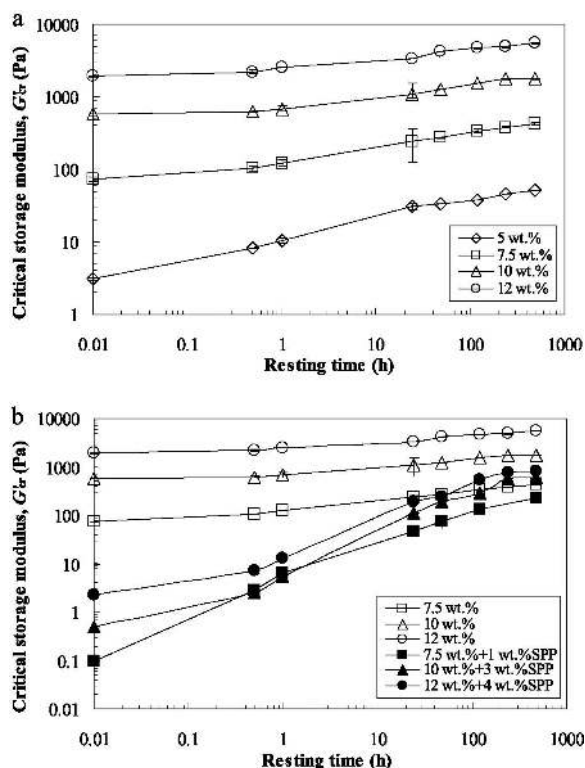 a
Critical storage modulus, G'cr (Pa)
10000
1000
100
10
1
0.01 0.1 1 10 100 1000
Resting time (h)
5 wt.%
7.5 wt.%
10 wt.%
12 wt.%
b
Critical storage modulus, G'cr (Pa)
10000
1000
100
10
1
0.1
0.01
0.01 0.1 1 10 100 1000
Resting time (h)
7.5 wt.%
10 wt.%
12 wt.%
7.5 wt.%+1 wt.%SPP
10 wt.%+3 wt.%SPP
12 wt.%+4 wt.%SPP